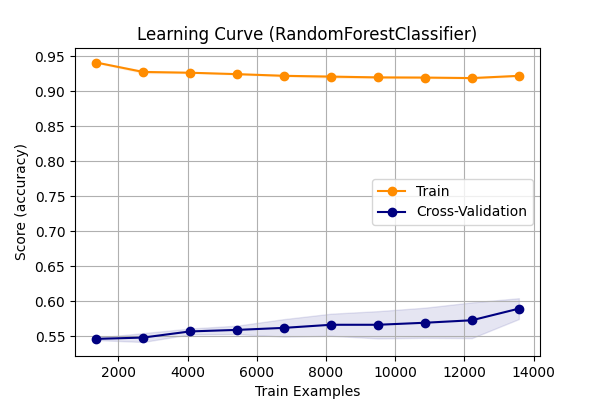 Learning Curve (RandomForestClassifier)
Score (accuracy)
0.95
0.90
0.85
0.80
0.75
0.70
0.65
0.60
0.55
Train
Cross-Validation
2000 4000 6000 8000 10000 12000 14000
Train Examples